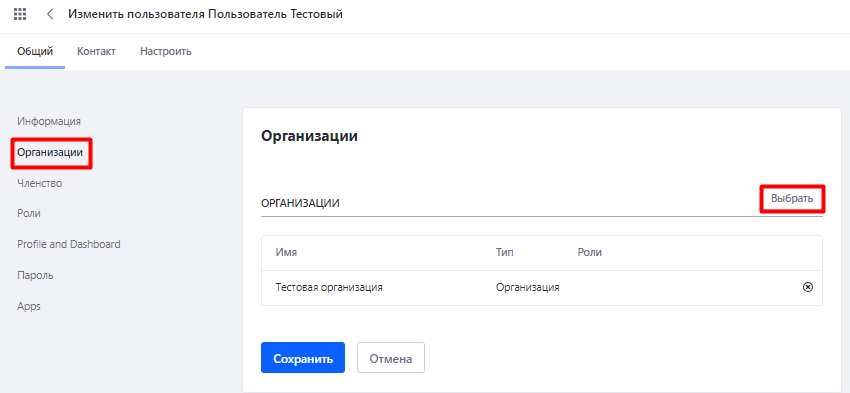 Изменить пользователя Пользователь Тестовый
Общий Контакт Настроить
Информация
Организации
Членство
Роли
Profile and Dashboard
Пароль
Apps
Организации
ОРГАНИЗАЦИИ Выбрать
Имя Тип Роли
Тестовая организация Организация
Сохранить Отмена